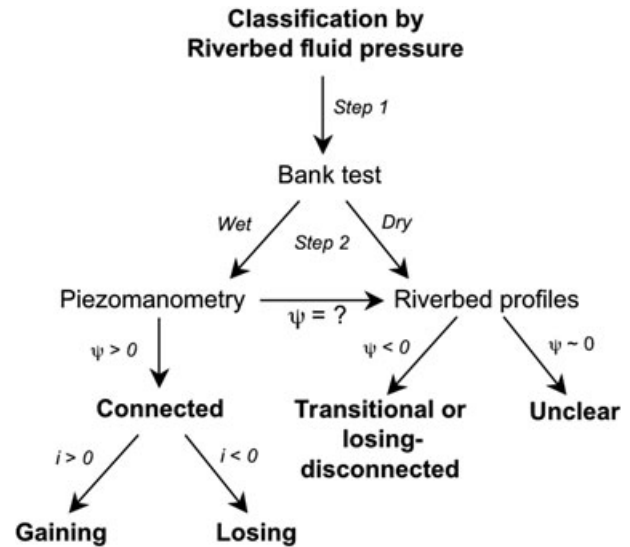 Classification by
Riverbed fluid pressure
Step 1
Bank test
Wet
Dry
Step 2
Piezomanometry
Riverbed profiles
ψ = ?
ψ > 0
ψ < 0
ψ ~ 0
Connected
Transitional or
losing-
disconnected
Unclear
i > 0
i < 0
Gaining
Losing